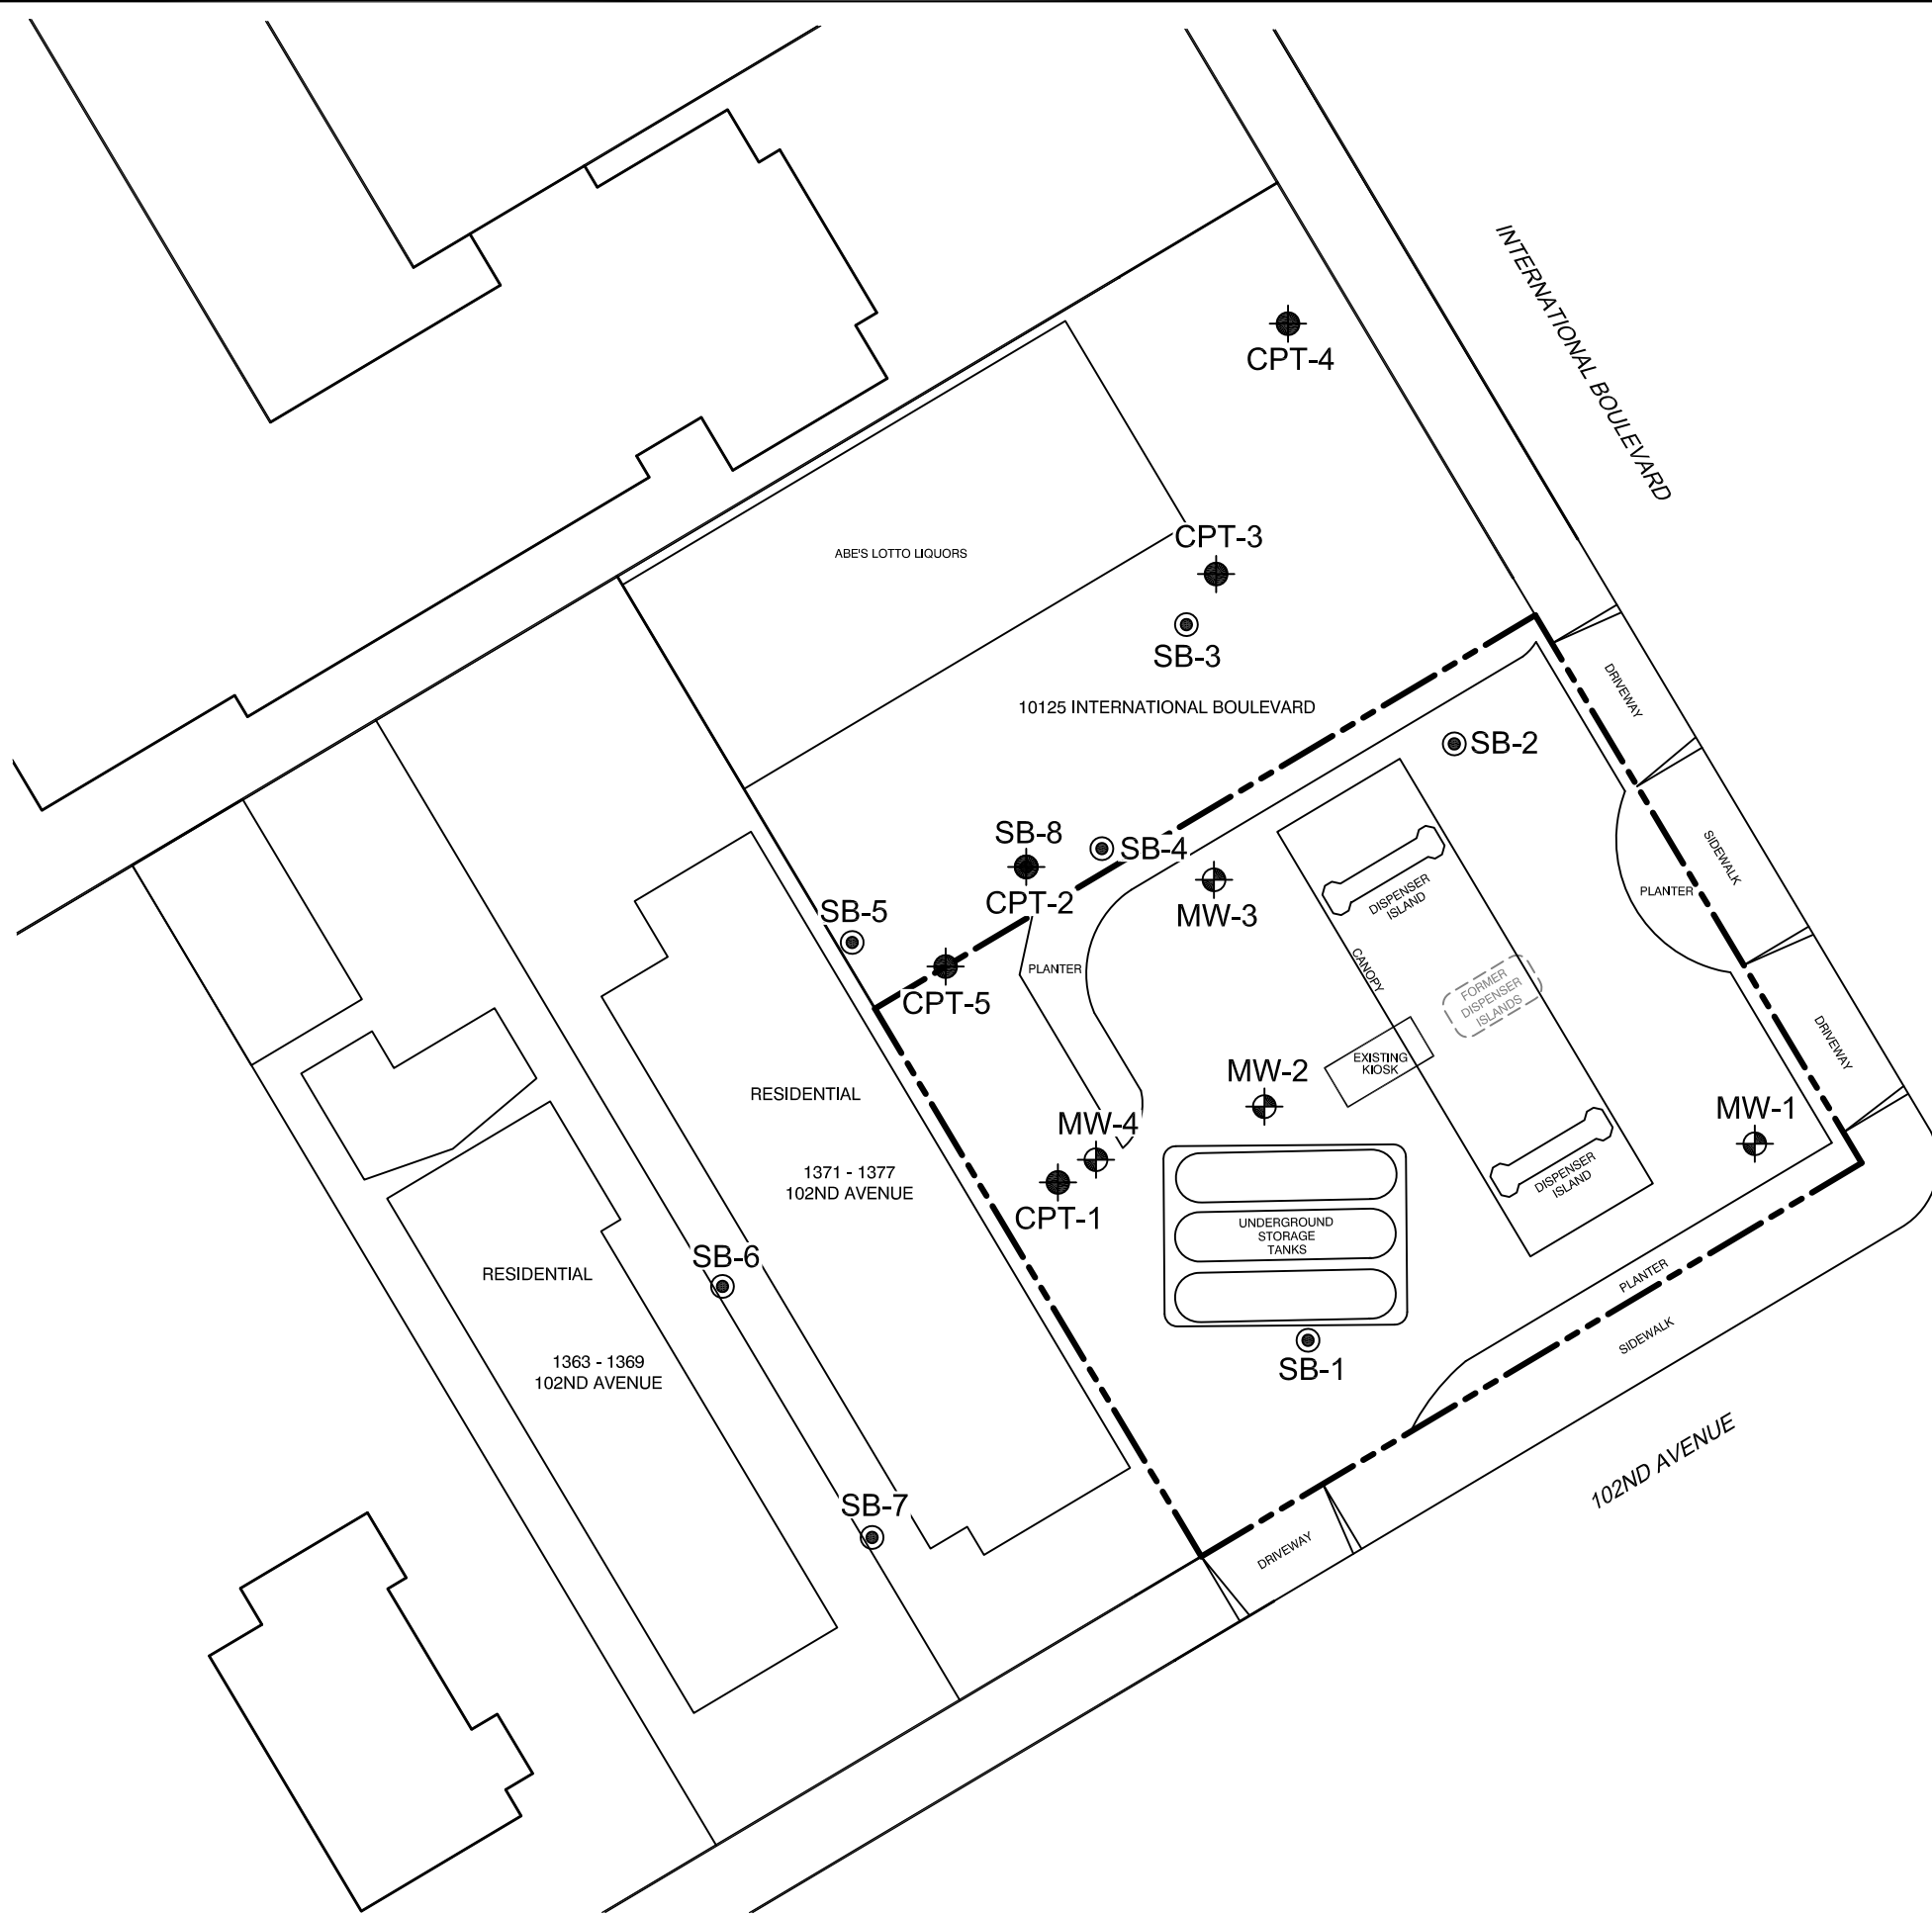 INTERNATIONAL BOULEVARD
CPT-4
CPT-3
ABE'S LOTTO LIQUORS
SB-3
10125 INTERNATIONAL BOULEVARD
DRIVEWAY
SB-2
SB-8
SB-4
SIDEWALK
PLANTER
DISPENSER
ISLAND
CPT-2
MW-3
SB-5
PLANTER
CANOPY
FORMER
DISPENSER
ISLANDS
CPT-5
DRIVEWAY
EXISTING
KIOSK
MW-2
RESIDENTIAL
MW-4
MW-1
1371 - 1377
102ND AVENUE
DISPENSER
ISLAND
CPT-1
UNDERGROUND
STORAGE
TANKS
SB-6
RESIDENTIAL
PLANTER
SIDEWALK
1363 - 1369
102ND AVENUE
SB-1
102ND AVENUE
SB-7
DRIVEWAY